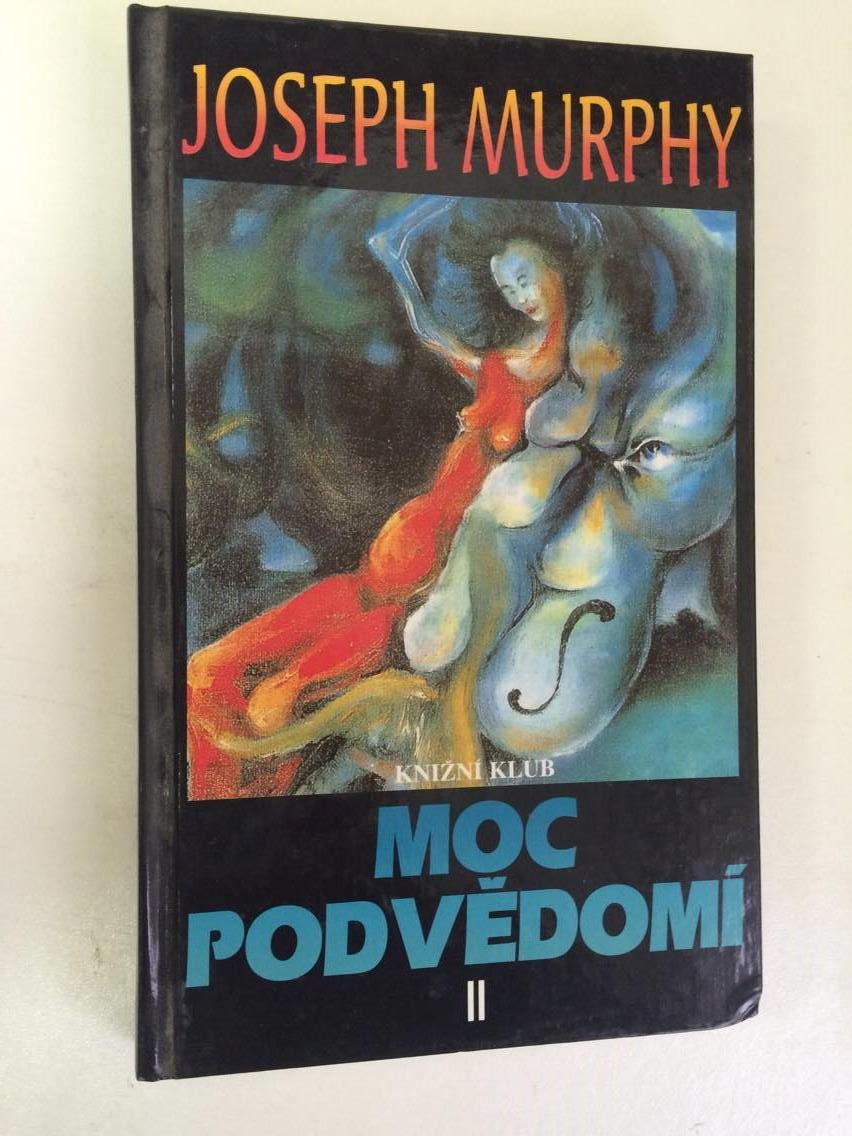 JOSEPH MURPHY
KNIŽNÍ KLUB
MOC
PODVĚDOMÍ
II